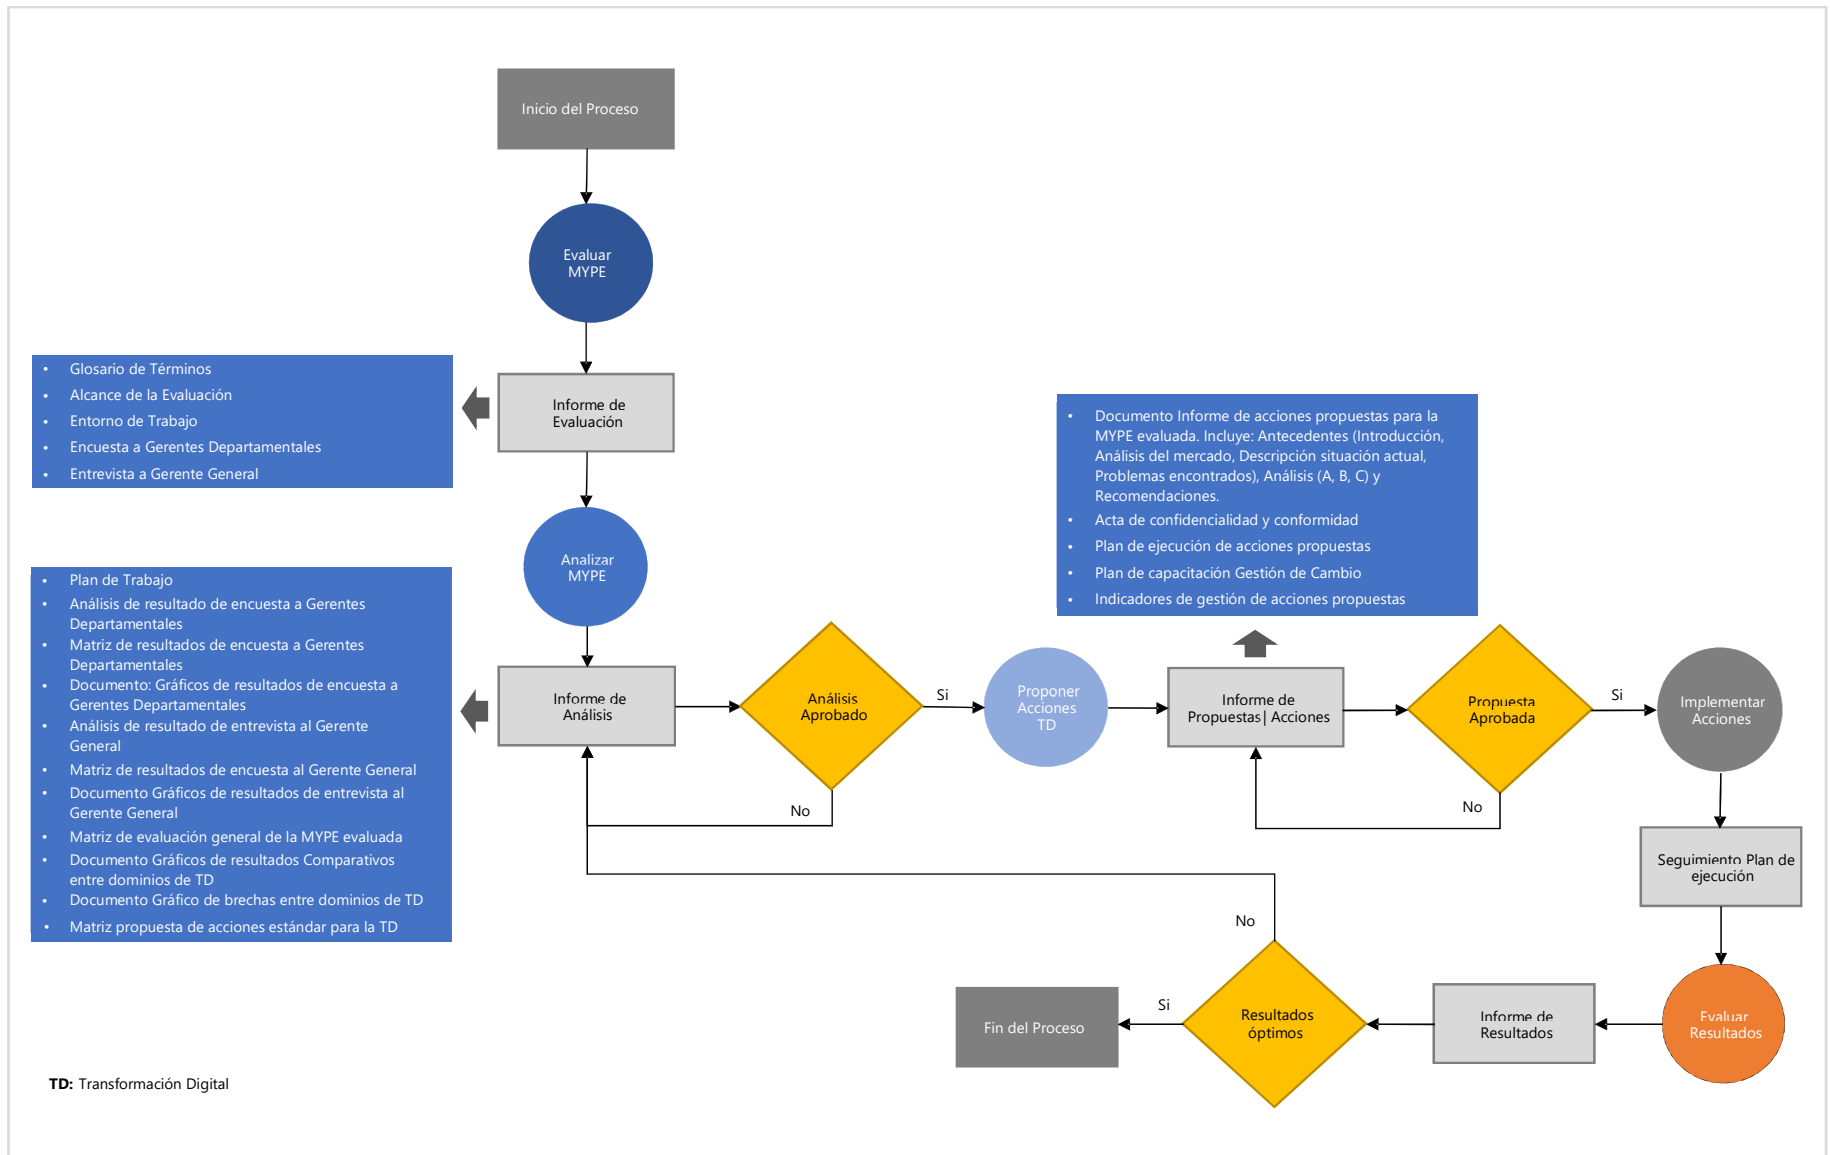 Inicio del Proceso
Evaluar
MYPE
• Glosario de Términos
• Alcance de la Evaluación
• Entorno de Trabajo
• Encuesta a Gerentes Departamentales
• Entrevista a Gerente General
Informe de
Evaluación
• Documento Informe de acciones propuestas para la
MYPE evaluada. Incluye: Antecedentes (Introducción,
Análisis del mercado, Descripción situación actual,
Problemas encontrados), Análisis (A, B, C) y
Recomendaciones.
• Acta de confidencialidad y conformidad
• Plan de ejecución de acciones propuestas
• Plan de capacitación Gestión de Cambio
• Indicadores de gestión de acciones propuestas
Analizar
MYPE
• Plan de Trabajo
• Análisis de resultado de encuesta a Gerentes
Departamentales
• Matriz de resultados de encuesta a Gerentes
Departamentales
• Documento: Gráficos de resultados de encuesta a
Gerentes Departamentales
• Análisis de resultado de entrevista al Gerente
General
• Matriz de resultados de encuesta al Gerente General
• Documento Gráficos de resultados de entrevista al
Gerente General
• Matriz de evaluación general de la MYPE evaluada
• Documento Gráficos de resultados Comparativos
entre dominios de TD
• Documento Gráfico de brechas entre dominios de TD
• Matriz propuesta de acciones estándar para la TD
Informe de
Análisis
Análisis
Aprobado
Si
No
Proponer
Acciones
TD
Informe de
Propuestas| Acciones
Propuesta
Aprobada
Si
No
Implementar
Acciones
Seguimiento Plan de
ejecución
Evaluar
Resultados
Informe de
Resultados
Resultados
óptimos
No
Si
Fin del Proceso
TD: Transformación Digital